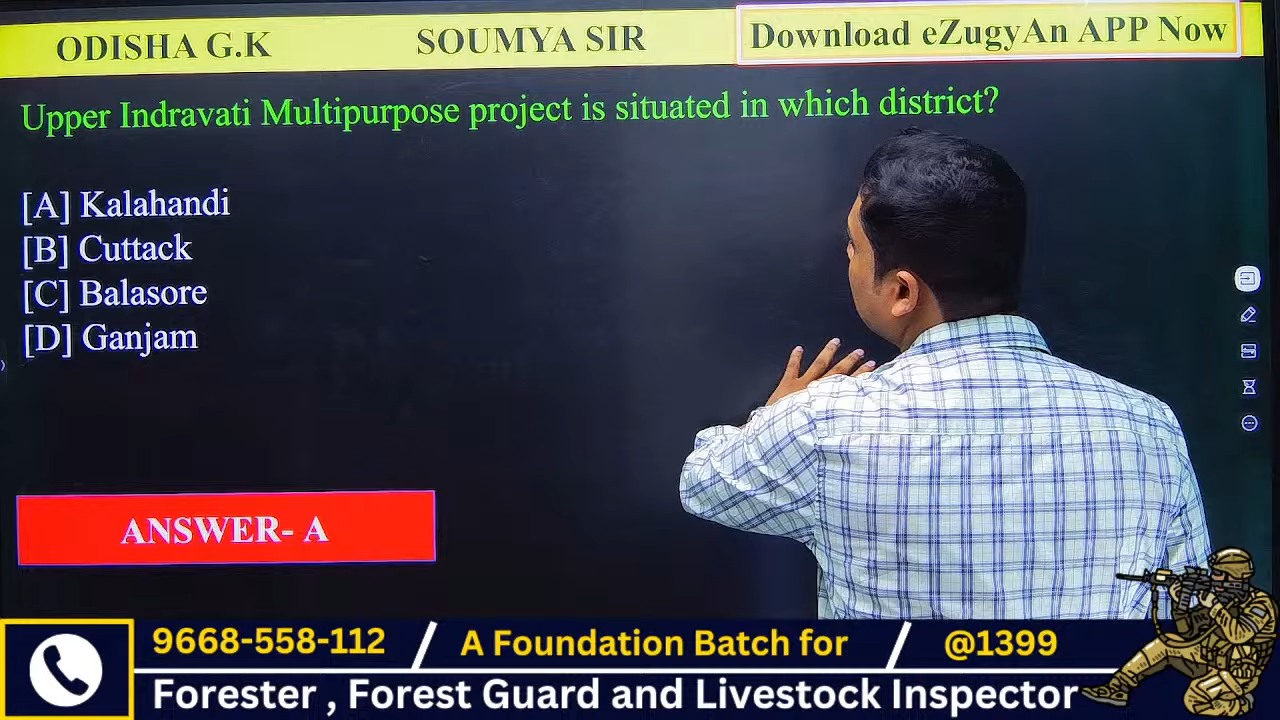 ODISHA G.K SOUMYA SIR Download eZugyAn APP Now
Upper Indravati Multipurpose project is situated in which district?
[A] Kalahandi
[B] Cuttack
[C] Balasore
[D] Ganjam
ANSWER- A
9668-558-112 / A Foundation Batch for / @1399
Forester , Forest Guard and Livestock Inspector